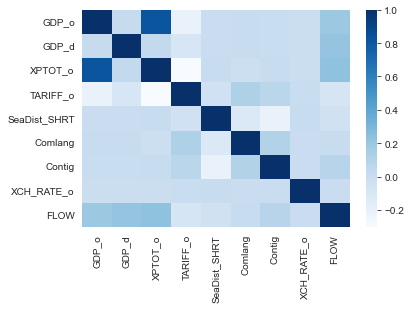 GDP_o
GDP_d
XPTOT_o
TARIFF_o
SeaDist_SHRT
Comlang
Contig
XCH_RATE_o
FLOW
GDP_o
GDP_d
XPTOT_o
TARIFF_o
SeaDist_SHRT
Comlang
Contig
XCH_RATE_o
FLOW
1.0
0.8
0.6
0.4
0.2
0.0
−0.2